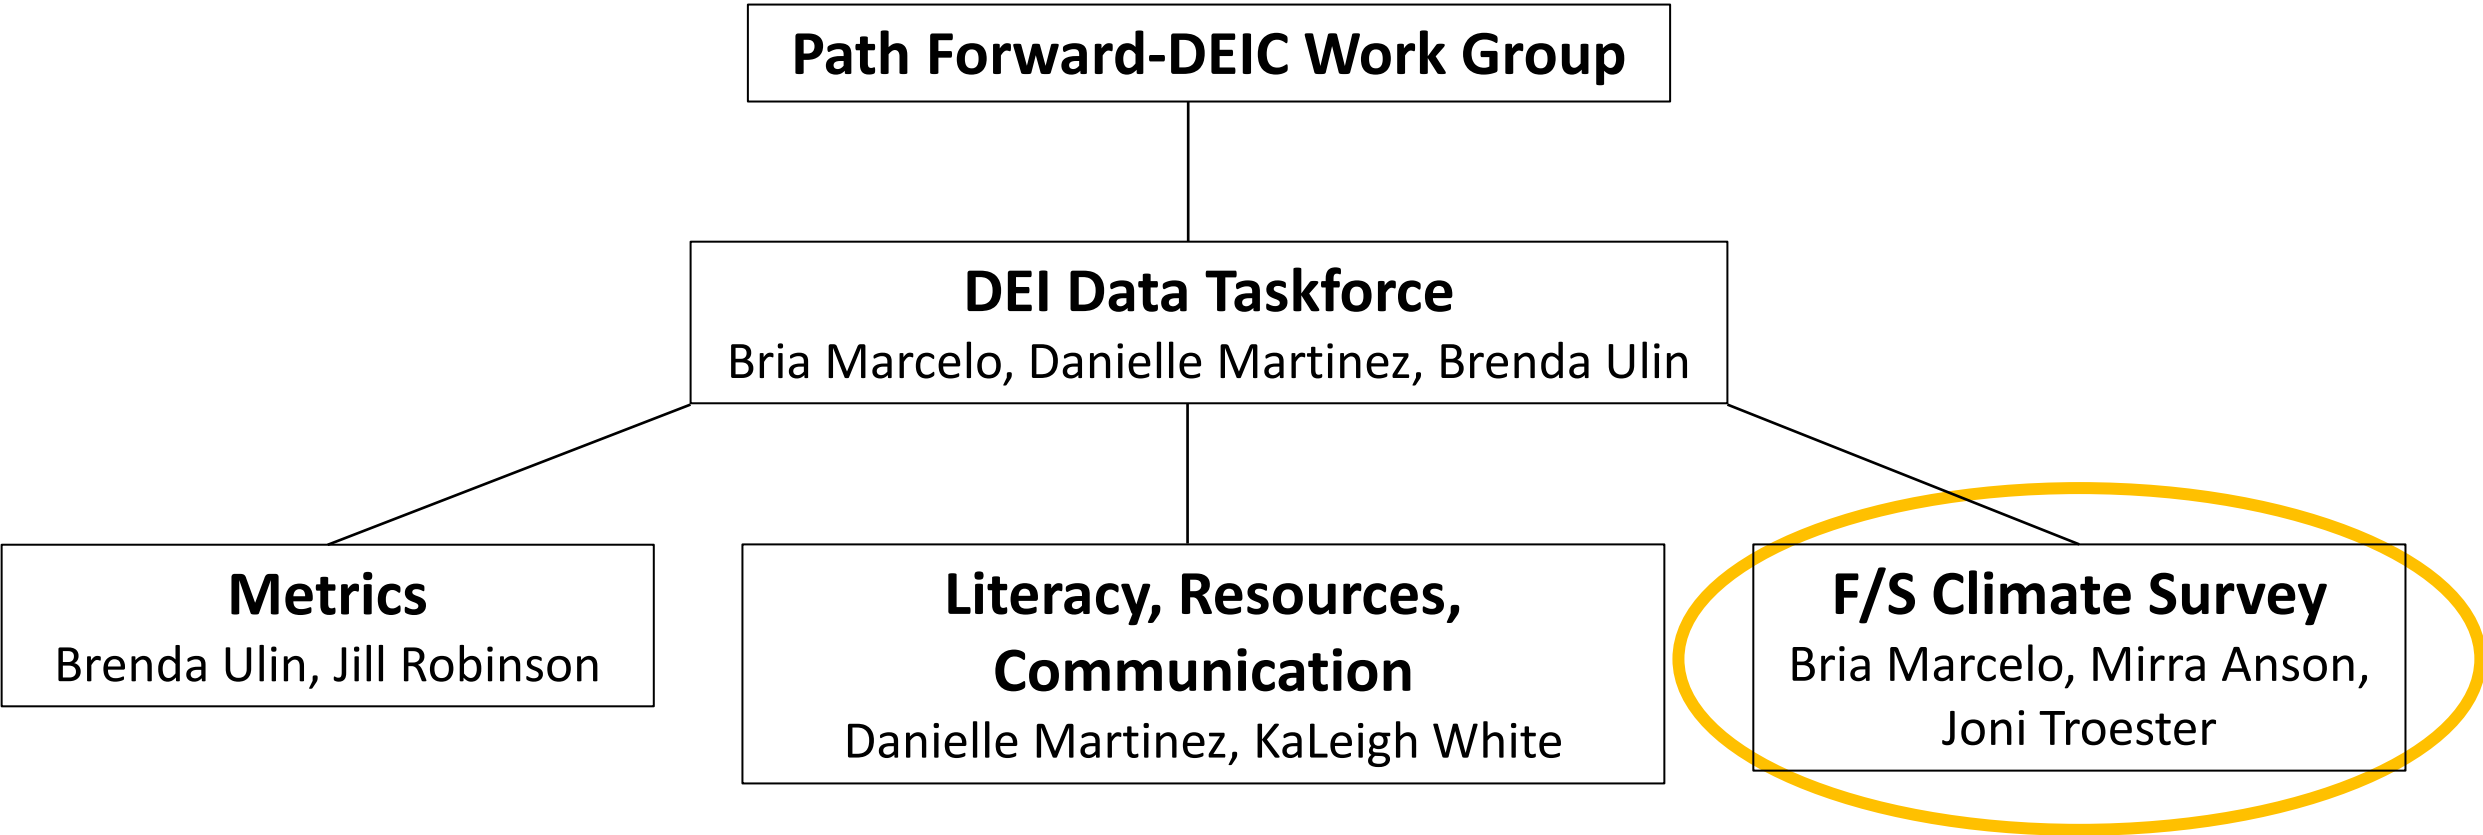 Path Forward-DEIC Work Group
DEI Data Taskforce
Bria Marcelo, Danielle Martinez, Brenda Ulin
Metrics
Brenda Ulin, Jill Robinson
Literacy, Resources,
Communication
Danielle Martinez, KaLeigh White
F/S Climate Survey
Bria Marcelo, Mirra Anson,
Joni Troester